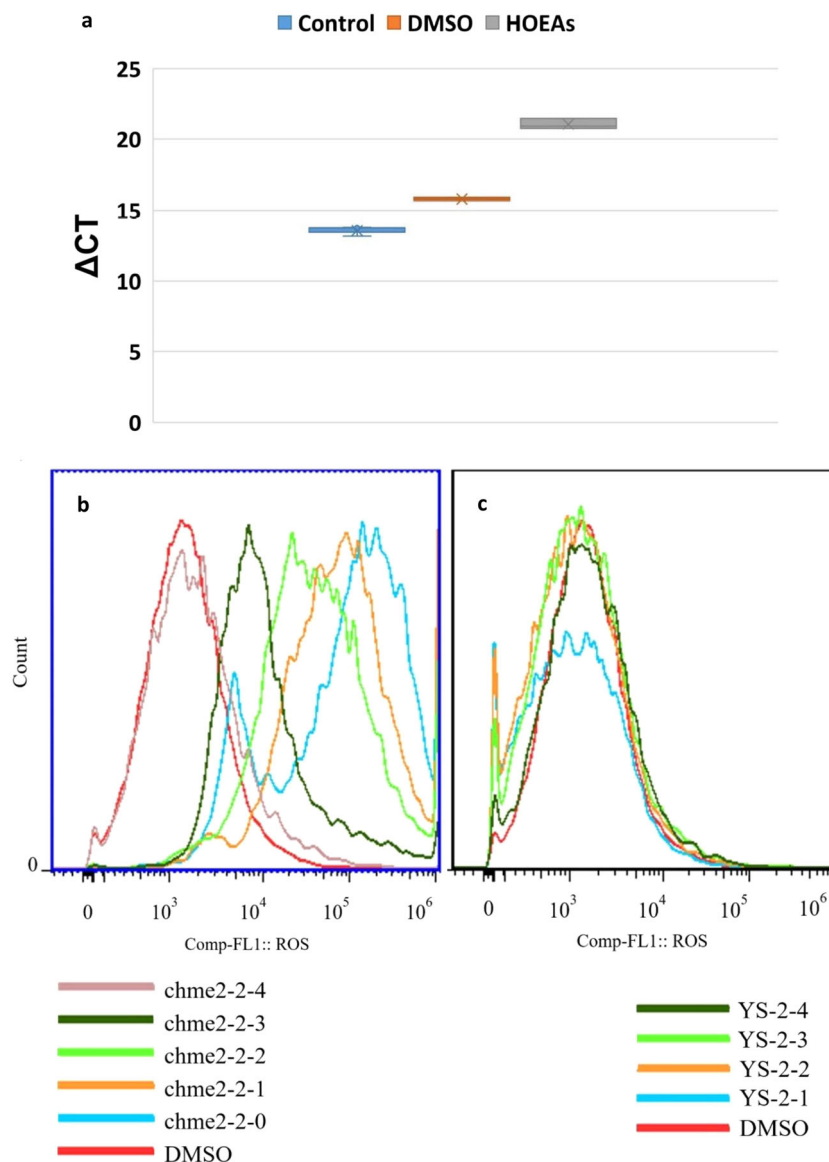 a
Control DMSO HOEAs
25
20
15
10
5
0
ΔCT
b
c
Count
0
0 10³ 10⁴ 10⁵ 10⁶
Comp-FL1:: ROS
0 10³ 10⁴ 10⁵ 10⁶
Comp-FL1:: ROS
chme2-2-4
chme2-2-3
chme2-2-2
chme2-2-1
chme2-2-0
DMSO
YS-2-4
YS-2-3
YS-2-2
YS-2-1
DMSO